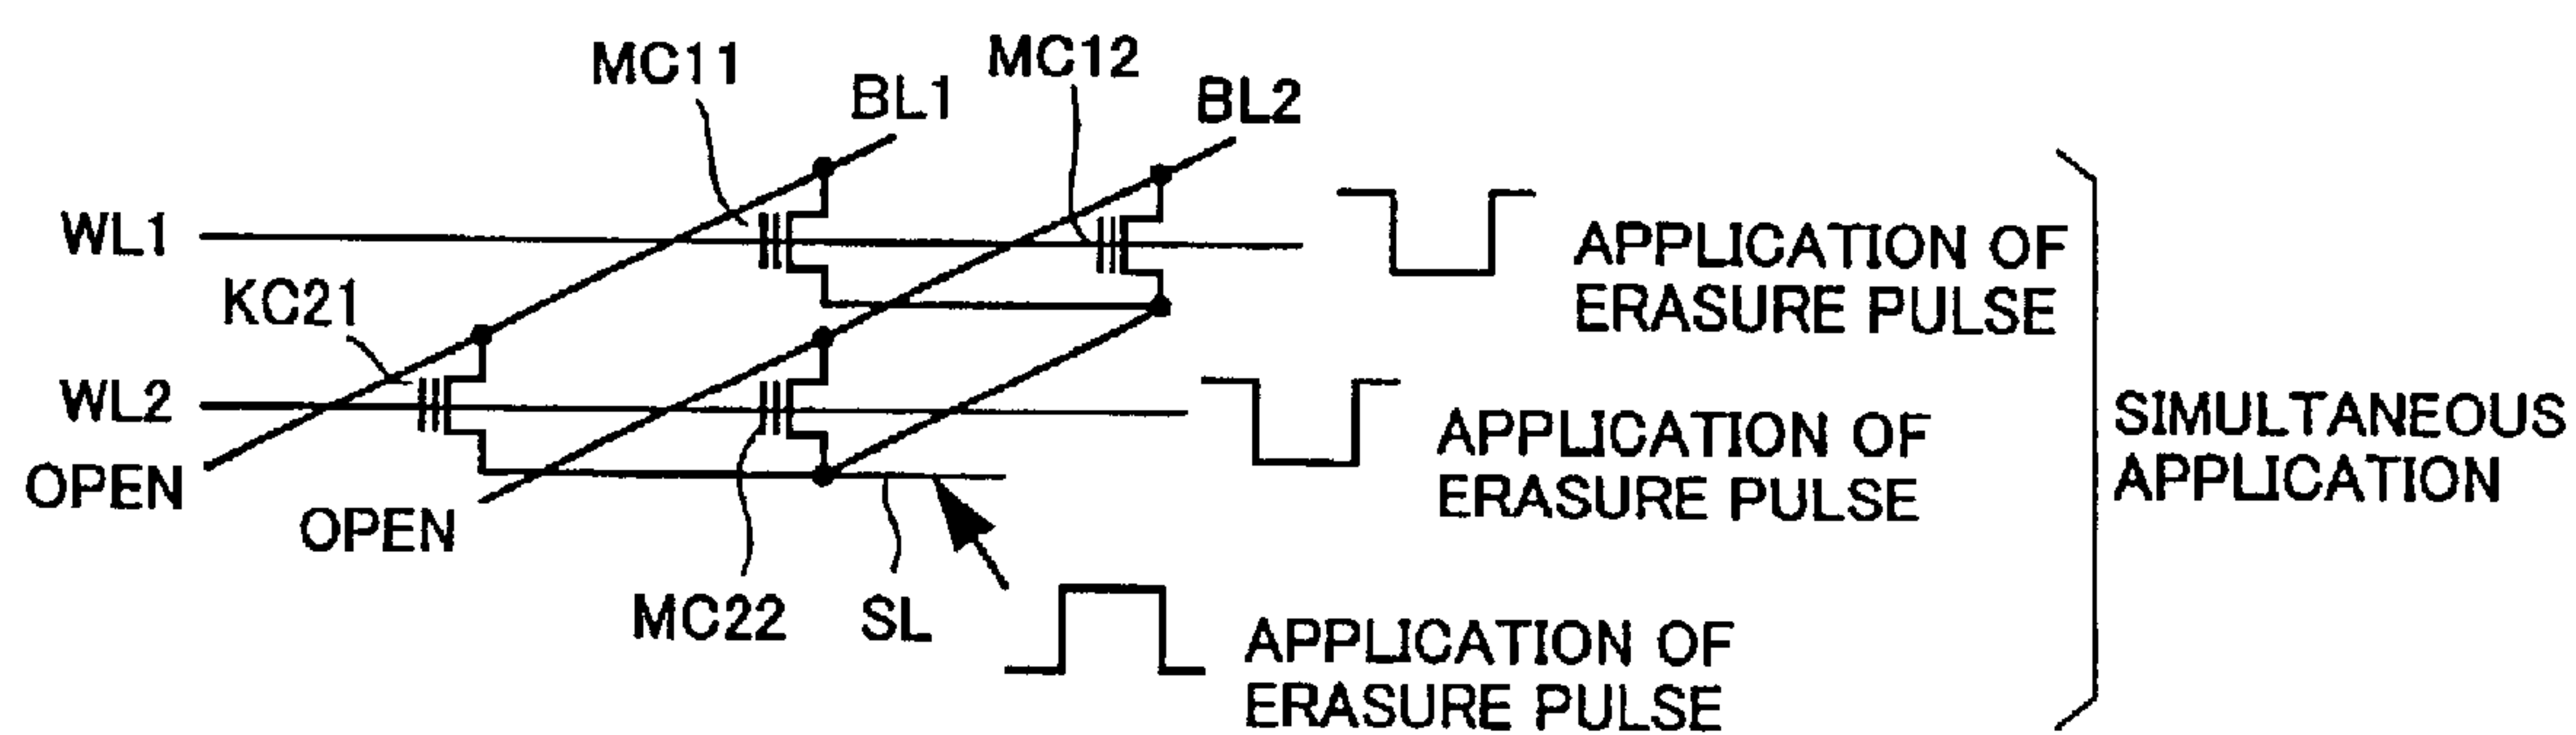 MC11
BL1
MC12
BL2
WL1
APPLICATION OF
ERASURE PULSE
KC21
WL2
APPLICATION OF
ERASURE PULSE
SIMULTANEOUS
APPLICATION
OPEN
OPEN
MC22
SL
APPLICATION OF
ERASURE PULSE